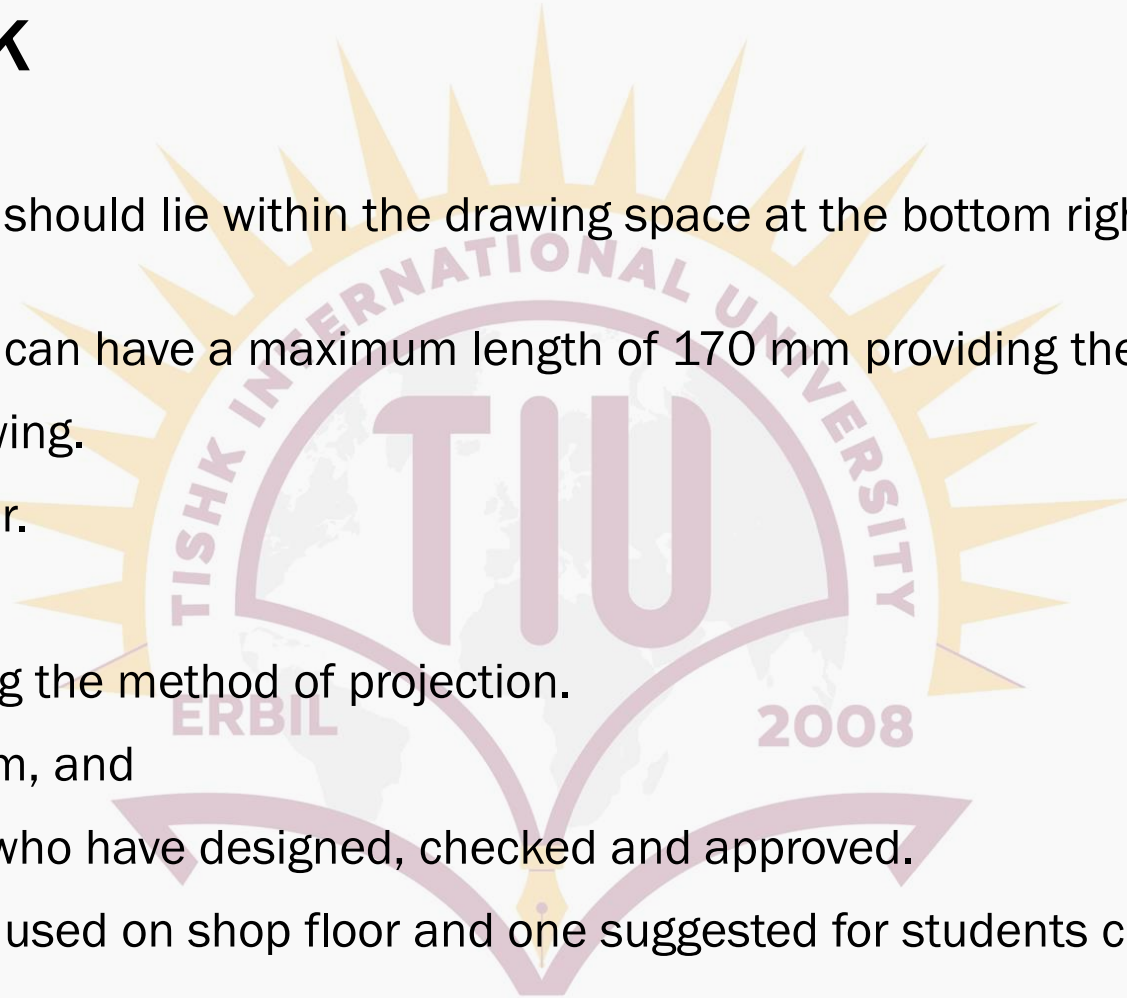 K
should lie within the drawing space at the bottom righ
can have a maximum length of 170 mm providing the
wing.
r.
g the method of projection.
m, and
who have designed, checked and approved.
used on shop floor and one suggested for students c
TISHK INTERNATIONAL UNIVERSITY
TIU
ERBIL
2008